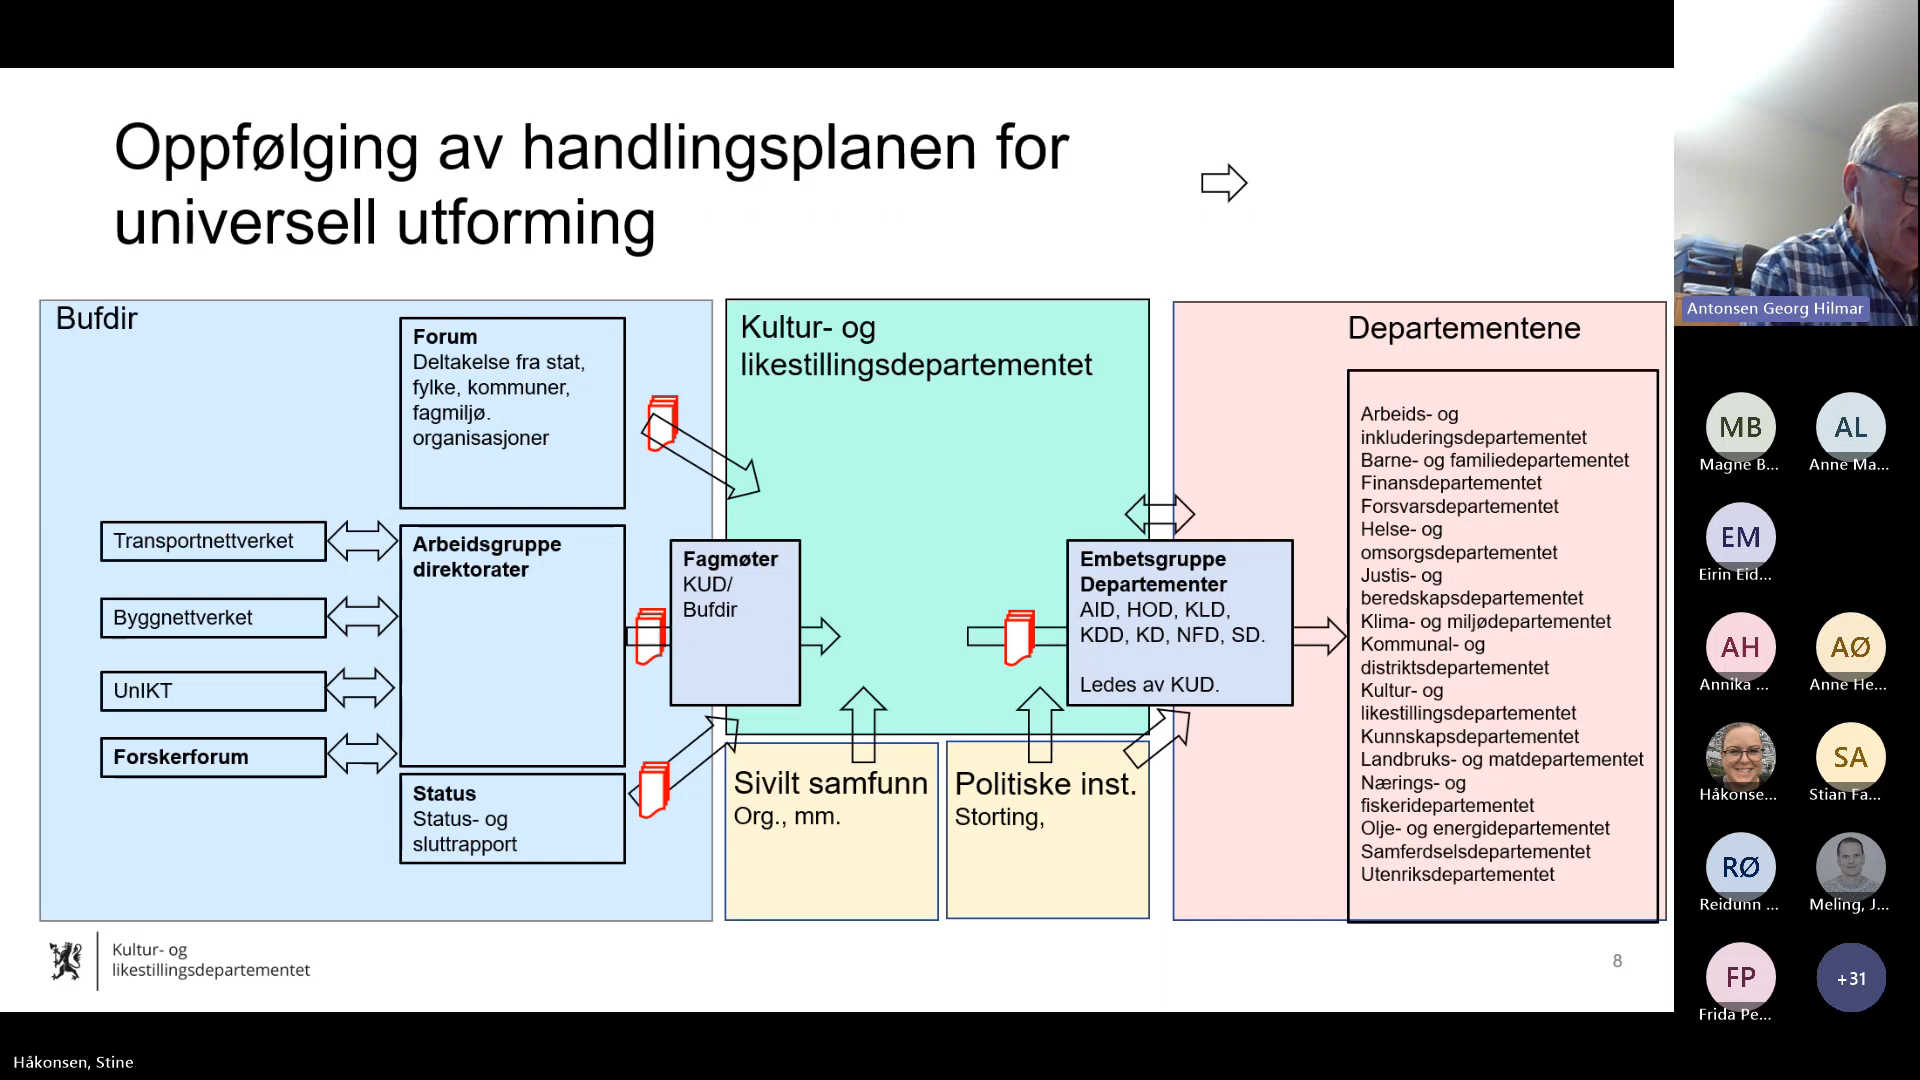 Oppfølging av handlingsplanen for
universell utforming
Bufdir
Forum
Deltakelse fra stat,
fylke, kommuner,
fagmiljø.
organisasjoner
Transportnettverket
Byggnettverket
UnIKT
Forskerforum
Arbeidsgruppe
direktorater
Status
Status- og
sluttrapport
Fagmøter
KUD/
Bufdir
Kultur- og
likestillingsdepartementet
Embetsgruppe
Departementer
AID, HOD, KLD,
KDD, KD, NFD, SD.
Ledes av KUD.
Sivilt samfunn
Org., mm.
Politiske inst.
Storting,
Departementene
Arbeids- og
inkluderingsdepartementet
Barne- og familiedepartementet
Finansdepartementet
Forsvarsdepartementet
Helse- og
omsorgsdepartementet
Justis- og
beredskapsdepartementet
Klima- og miljødepartementet
Kommunal- og
distriktsdepartementet
Kultur- og
likestillingsdepartementet
Kunnskapsdepartementet
Landbruks- og matdepartementet
Nærings- og
fiskeridepartementet
Olje- og energidepartementet
Samferdselsdepartementet
Utenriksdepartementet
Kultur- og
likestillingsdepartementet
8
Håkonsen, Stine
Antonsen Georg Hilmar
MB
Magne B...
AL
Anne Ma...
EM
Eirin Eid...
AH
Annika ...
AØ
Anne He...
Håkonse...
SA
Stian Fa...
RØ
Reidunn ...
Meling, J...
FP
Frida Pe...
+31